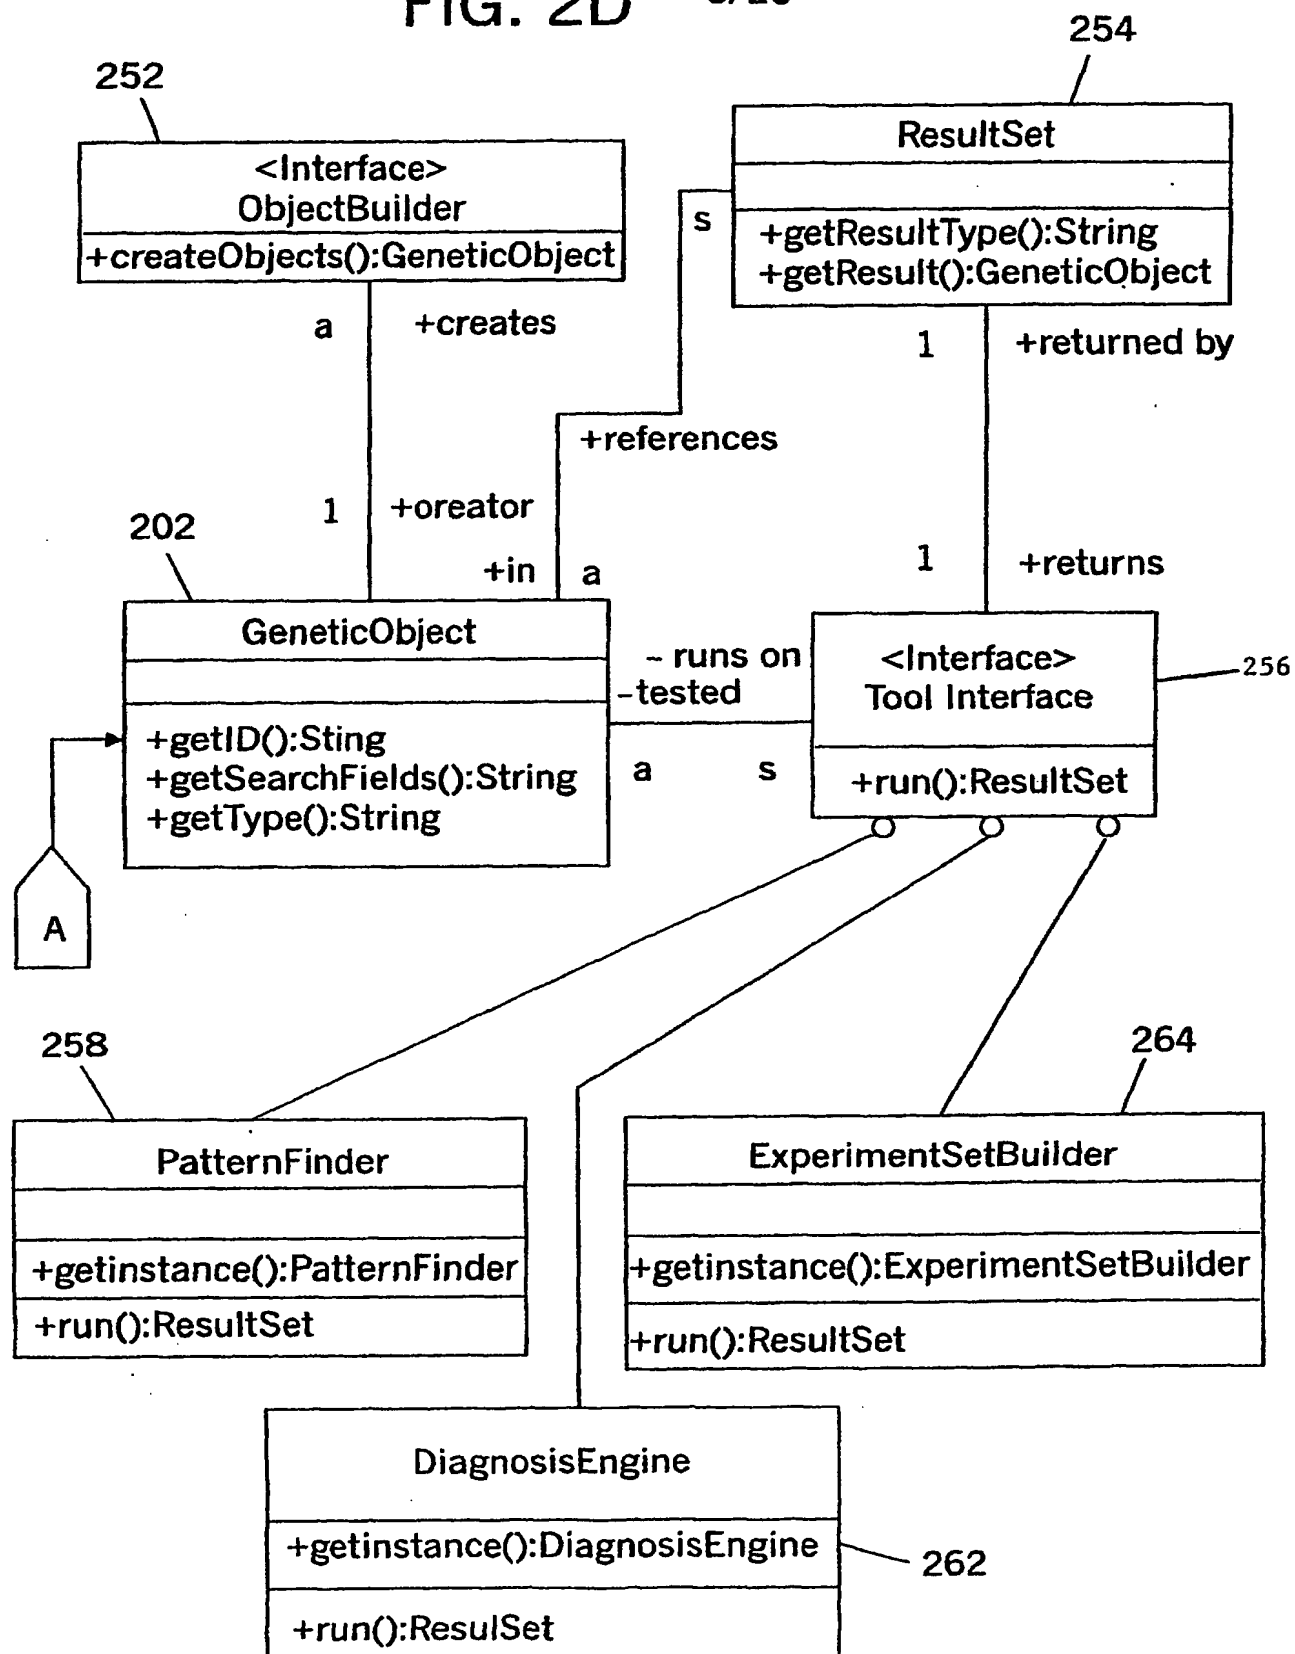 FIG. 2D
254
252
ResultSet
<Interface>
ObjectBuilder
+createObjects():GeneticObject
s
+getResultType():String
+getResult():GeneticObject
a
+creates
1
+returned by
+references
1
+oreator
202
+in
a
1
+returns
GeneticObject
- runs on
-tested
<Interface>
Tool Interface
256
+getID():Sting
+getSearchFields():String
+getType():String
a
s
+run():ResultSet
A
258
264
PatternFinder
ExperimentSetBuilder
+getinstance():PatternFinder
+getinstance():ExperimentSetBuilder
+run():ResultSet
+run():ResultSet
DiagnosisEngine
+getinstance():DiagnosisEngine
262
+run():ResulSet